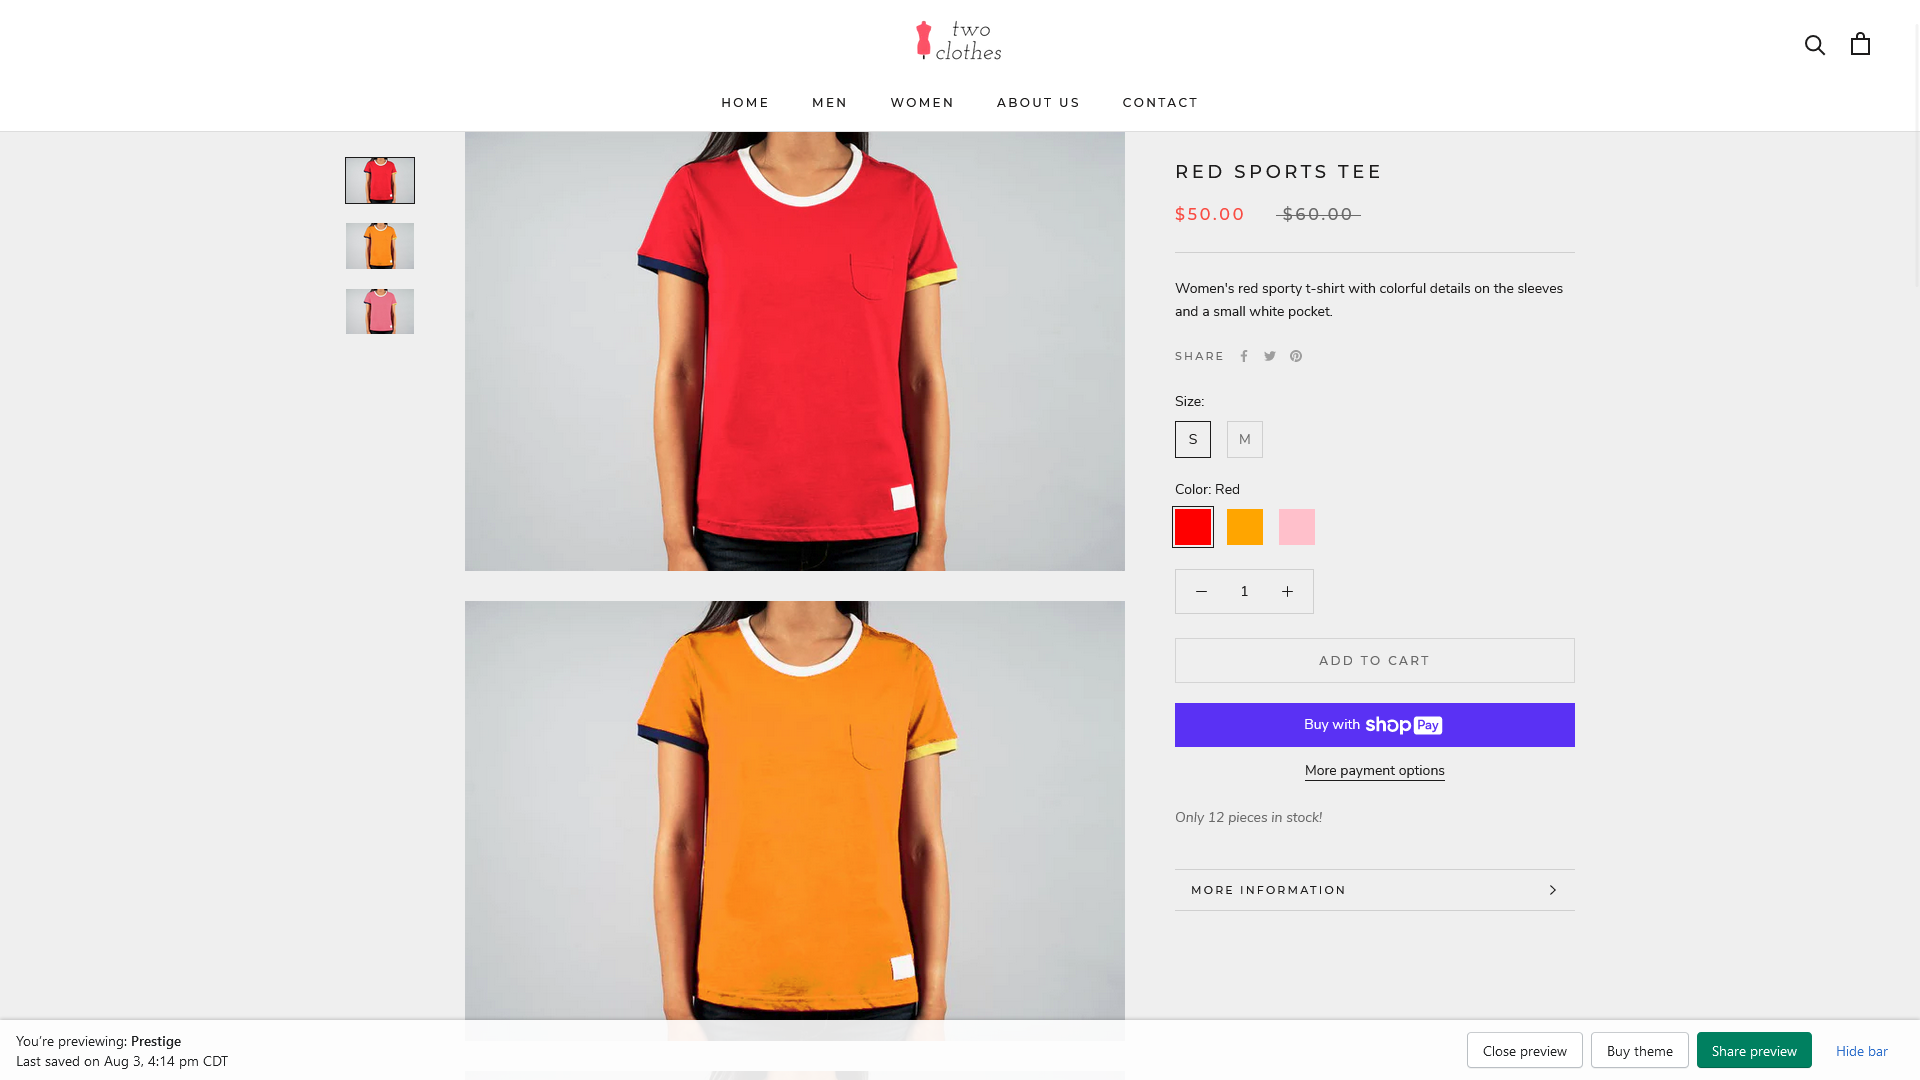 two
clothes
HOME MEN WOMEN ABOUT US CONTACT
RED SPORTS TEE
$50.00 $60.00
Women's red sporty t-shirt with colorful details on the sleeves
and a small white pocket.
SHARE
Size:
S M
Color: Red
1
ADD TO CART
Buy with shop Pay
More payment options
Only 12 pieces in stock!
MORE INFORMATION
You're previewing: Prestige
Last saved on Aug 3, 4:14 pm CDT
Close preview Buy theme Share preview Hide bar